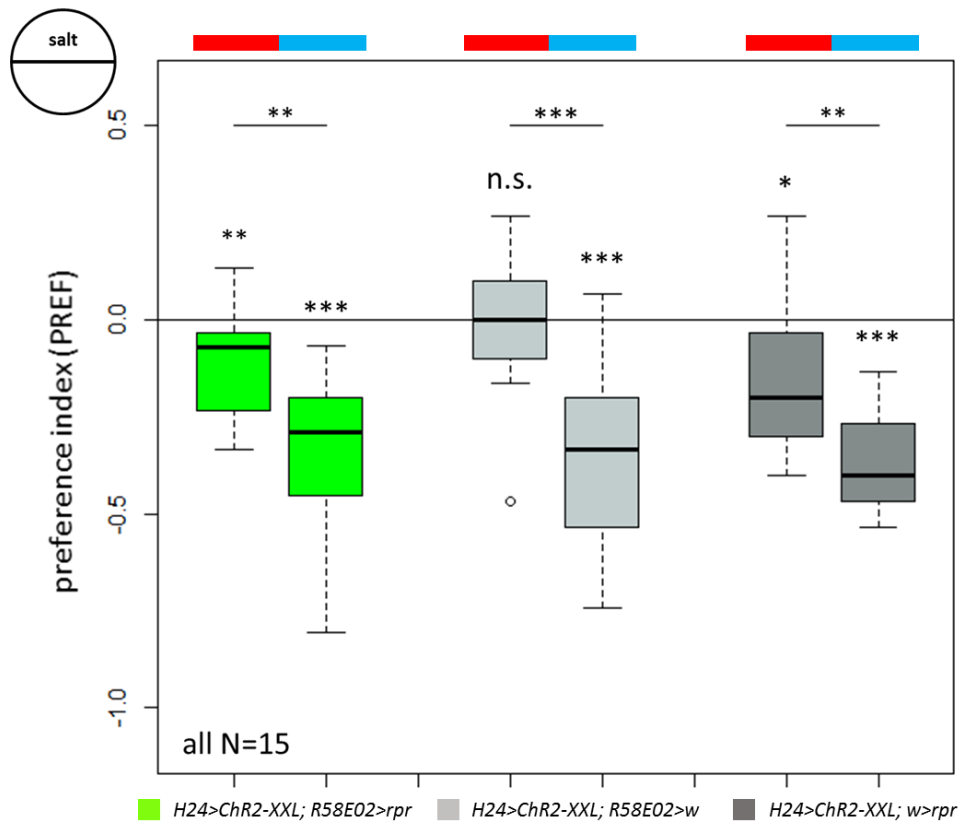 salt
** *** **
n.s.
*
**
***
***
***
0.5
0.0
-0.5
-1.0
preference index (PREF)
all N=15
H24>ChR2-XXL; R58E02>rpr H24>ChR2-XXL; R58E02>w H24>ChR2-XXL; w>rpr